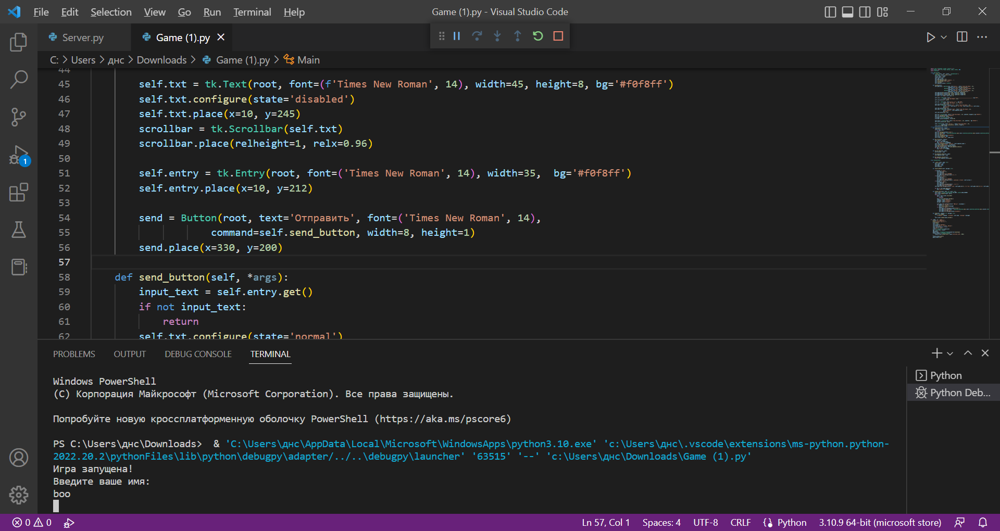 File Edit Selection View Go Run Terminal Help
Game (1).py - Visual Studio Code
Server.py
Game (1).py
C: > Users > днс > Downloads > Game (1).py > Main
44
45 self.txt = tk.Text(root, font=(f'Times New Roman', 14), width=45, height=8, bg='#f0f8ff')
46 self.txt.configure(state='disabled')
47 self.txt.place(x=10, y=245)
48 scrollbar = tk.Scrollbar(self.txt)
49 scrollbar.place(relheight=1, relx=0.96)
50
51 self.entry = tk.Entry(root, font=('Times New Roman', 14), width=35,  bg='#f0f8ff')
52 self.entry.place(x=10, y=212)
53
54 send = Button(root, text='Отправить', font=('Times New Roman', 14),
55 command=self.send_button, width=8, height=1)
56 send.place(x=330, y=200)
57
58 def send_button(self, *args):
59 input_text = self.entry.get()
60 if not input_text:
61 return
62 self.txt.configure(state='normal')
PROBLEMS OUTPUT DEBUG CONSOLE TERMINAL
Windows PowerShell
(C) Корпорация Майкрософт (Microsoft Corporation). Все права защищены.
Попробуйте новую кроссплатформенную оболочку PowerShell (https://aka.ms/pscore6)
PS C:\Users\днс\Downloads>  & 'C:\Users\днс\AppData\Local\Microsoft\WindowsApps\python3.10.exe' 'c:\Users\днс\.vscode\extensions\ms-python.python-
2022.20.2\pythonFiles\lib\python\debugpy\adapter/../..\debugpy\launcher' '63515' '--' 'c:\Users\днс\Downloads\Game (1).py'
Игра запущена!
Введите ваше имя:
boo
Python
Python Deb...
1
0 0
Ln 57, Col 1 Spaces: 4 UTF-8 CRLF Python 3.10.9 64-bit (microsoft store)